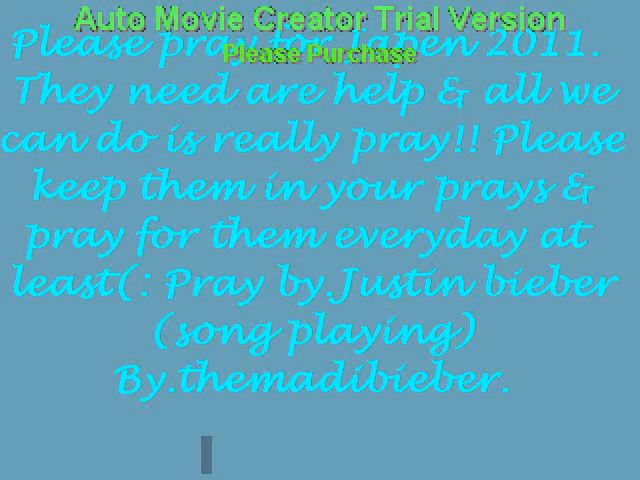 Auto Movie Creator Trial Version
Please pray for Japen 2011.
Please Purchase
They need are help & all we
can do is really pray!! Please
keep them in your prays &
pray for them everyday at
least(: Pray by.Justin bieber
(song playing)
By.themadibieber.